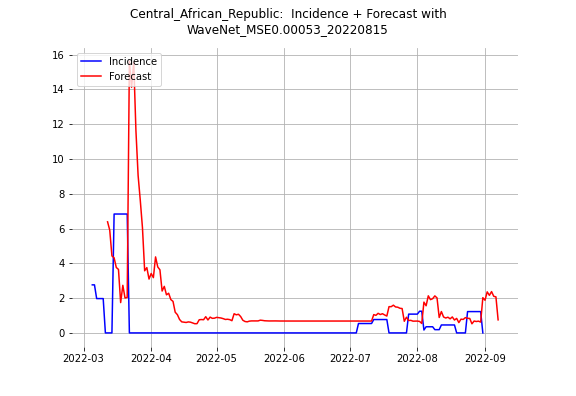 Central_African_Republic:  Incidence + Forecast with
WaveNet_MSE0.00053_20220815
Incidence
Forecast
16
14
12
10
8
6
4
2
0
2022-03 2022-04 2022-05 2022-06 2022-07 2022-08 2022-09